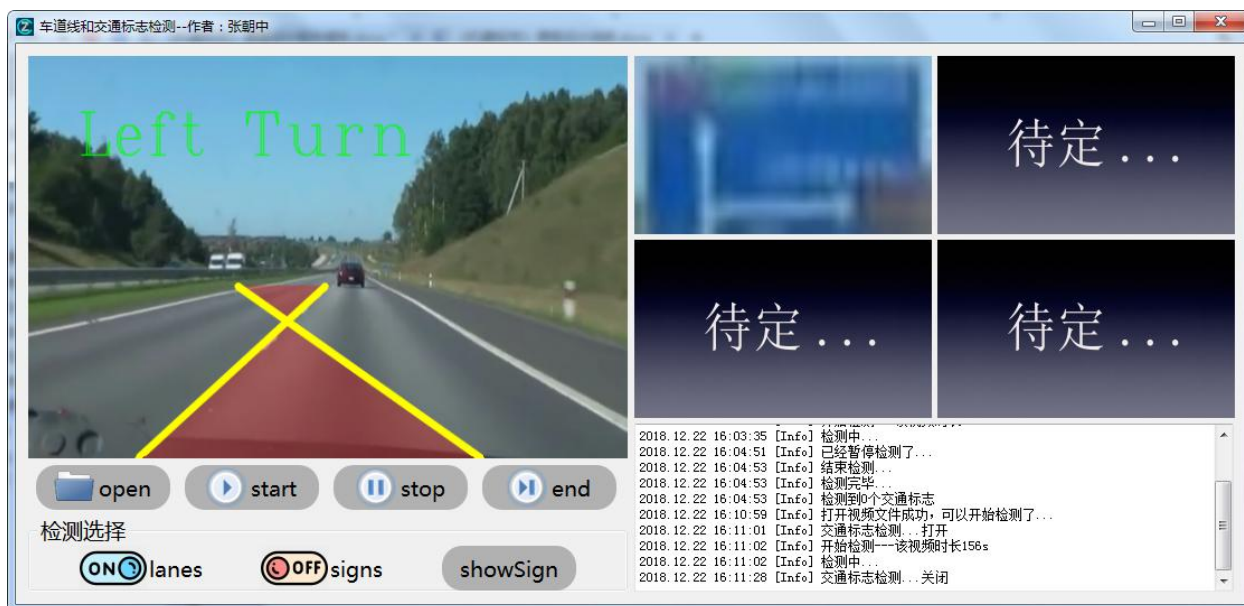 车道线和交通标志检测--作者：张朝中
Left Turn
待定...
待定...
待定...
2018.12.22 16:03:35 [Info] 检测中...
2018.12.22 16:04:51 [Info] 已经暂停检测了...
2018.12.22 16:04:53 [Info] 结束检测...
2018.12.22 16:04:53 [Info] 检测完毕...
2018.12.22 16:04:53 [Info] 检测到0个交通标志
2018.12.22 16:10:59 [Info] 打开视频文件成功，可以开始检测了...
2018.12.22 16:11:01 [Info] 交通标志检测...打开
2018.12.22 16:11:02 [Info] 开始检测---该视频时长156s
2018.12.22 16:11:02 [Info] 检测中...
2018.12.22 16:11:28 [Info] 交通标志检测...关闭
open
start
stop
end
检测选择
ON lanes
OFF signs
showSign